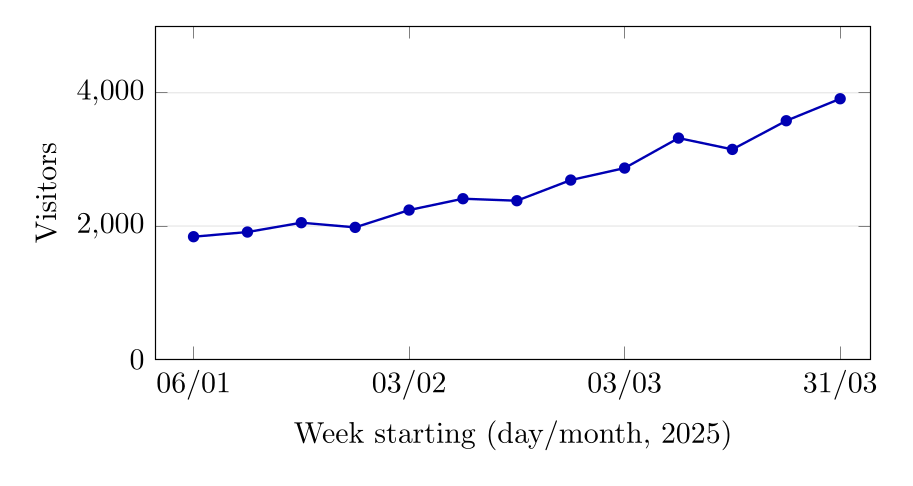 4,000
2,000
0
Visitors
06/01 03/02 03/03 31/03
Week starting (day/month, 2025)